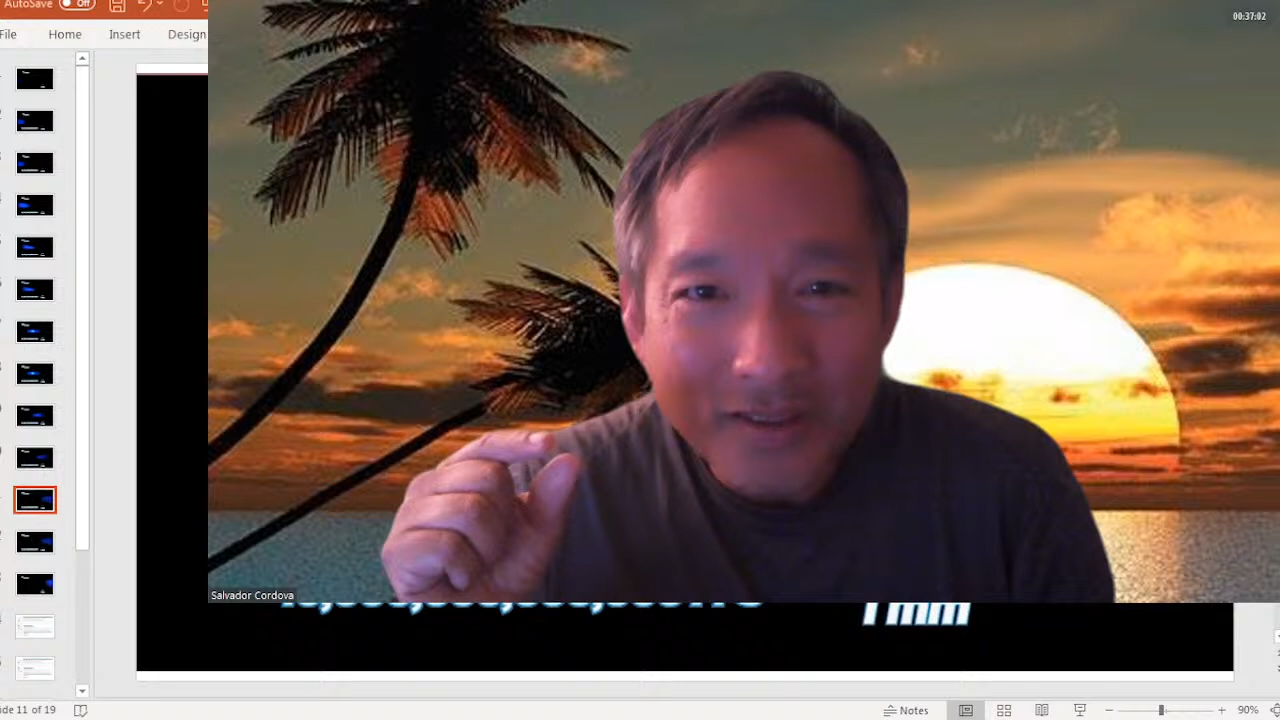 AutoSave Off
00:37:02
File Home Insert Design
Salvador Cordova
1 mm
Slide 11 of 19
Notes
90%